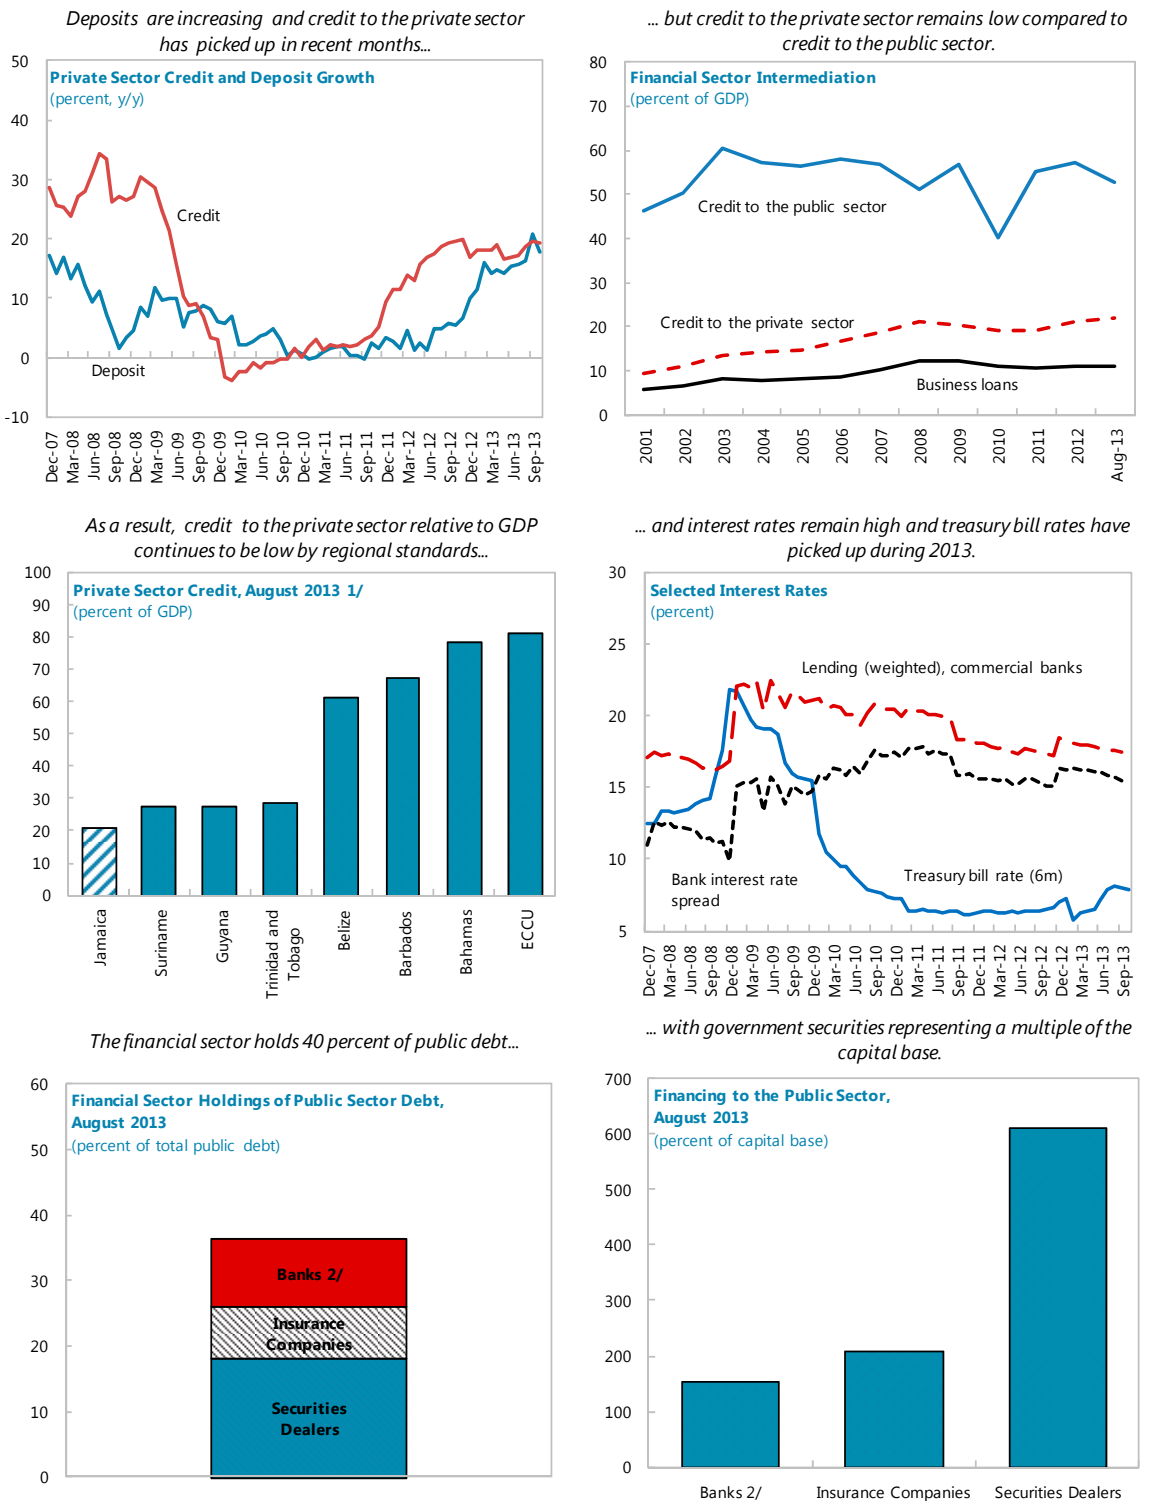 Deposits are increasing and credit to the private sector
has picked up in recent months...
50
40
30
20
10
0
-10
Private Sector Credit and Deposit Growth
(percent, y/y)
Credit
Deposit
Dec-07
Mar-08
Jun-08
Sep-08
Dec-08
Mar-09
Jun-09
Sep-09
Dec-09
Mar-10
Jun-10
Sep-10
Dec-10
Mar-11
Jun-11
Sep-11
Dec-11
Mar-12
Jun-12
Sep-12
Dec-12
Mar-13
Jun-13
Sep-13
... but credit to the private sector remains low compared to
credit to the public sector.
80
70
60
50
40
30
20
10
0
Financial Sector Intermediation
(percent of GDP)
Credit to the public sector
Credit to the private sector
Business loans
2001
2002
2003
2004
2005
2006
2007
2008
2009
2010
2011
2012
Aug-13
As a result, credit to the private sector relative to GDP
continues to be low by regional standards...
100
90
80
70
60
50
40
30
20
10
0
Private Sector Credit, August 2013 1/
(percent of GDP)
Jamaica
Suriname
Guyana
Trinidad and
Tobago
Belize
Barbados
Bahamas
ECCU
... and interest rates remain high and treasury bill rates have
picked up during 2013.
30
25
20
15
10
5
Selected Interest Rates
(percent)
Lending (weighted), commercial banks
Treasury bill rate (6m)
Bank interest rate
spread
Dec-07
Mar-08
Jun-08
Sep-08
Dec-08
Mar-09
Jun-09
Sep-09
Dec-09
Mar-10
Jun-10
Sep-10
Dec-10
Mar-11
Jun-11
Sep-11
Dec-11
Mar-12
Jun-12
Sep-12
Dec-12
Mar-13
Jun-13
Sep-13
The financial sector holds 40 percent of public debt...
60
50
40
30
20
10
0
Financial Sector Holdings of Public Sector Debt,
August 2013
(percent of total public debt)
Banks 2/
Insurance
Companies
Securities
Dealers
... with government securities representing a multiple of the
capital base.
700
600
500
400
300
200
100
0
Financing to the Public Sector,
August 2013
(percent of capital base)
Banks 2/
Insurance Companies
Securities Dealers